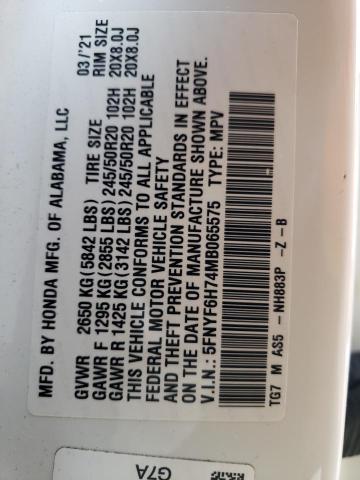 MFD. BY HONDA MFG. OF ALABAMA, LLC 03/'21
TIRE SIZE RIM SIZE
GVWR 2650 KG(5842 LBS)
GAWR F 1295 KG(2855 LBS)245/50R20 102H 20X8.0J
GAWR R 1425 KG(3142 LBS)245/50R20 102H 20X8.0J
THIS VEHICLE CONFORMS TO ALL APPLICABLE
FEDERAL MOTOR VEHICLE SAFETY
AND THEFT PREVENTION STANDARDS IN EFFECT
ON THE DATE OF MANUFACTURE SHOWN ABOVE.
V.I.N.: 5FNYF6H74MB065575 TYPE: MPV
TG7 M AS5 - NH883P -Z -B
G7A